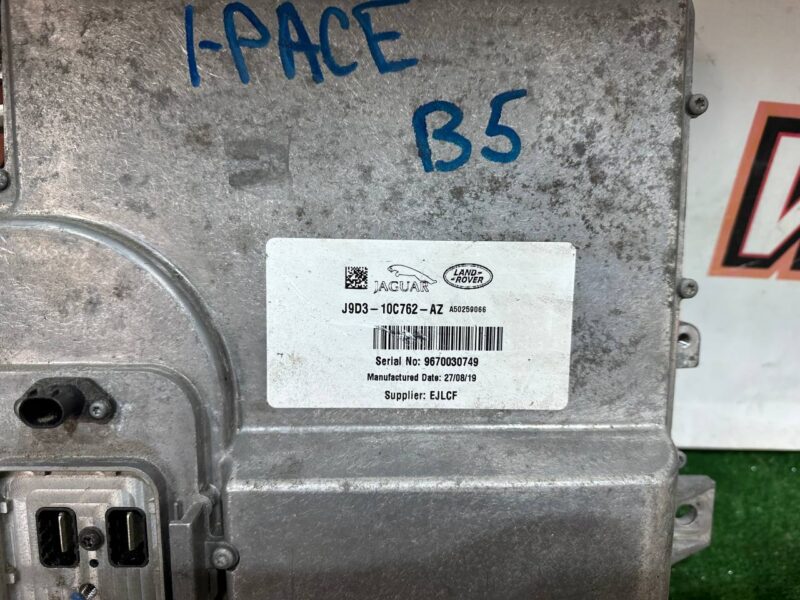 I-PACE
B5
JAGUAR
LAND-
ROVER
J9D3-10C762-AZ A50259066
Serial No: 9670030749
Manufactured Date: 27/08/19
Supplier: EJLCF